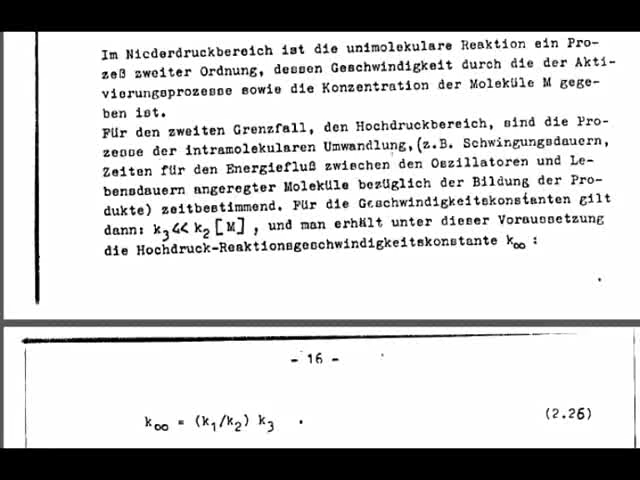 Im Niederdruckbereich ist die unimolekulare Reaktion ein Pro-
zeß zweiter Ordnung, dessen Geschwindigkeit durch die der Akti-
vierungsprozesse sowie die Konzentration der Moleküle M gege-
ben ist.
Für den zweiten Grenzfall, den Hochdruckbereich, sind die Pro-
zesse der intramolekularen Umwandlung, (z.B. Schwingungsdauern,
Zeiten für den Energiefluß zwischen den Oszillatoren und Le-
bensdauern angeregter Moleküle bezüglich der Bildung der Pro-
dukte) zeitbestimmend. Für die Geschwindigkeitskonstanten gilt
dann: k₃≪ k₂ [M] , und man erhält unter dieser Voraussetzung
die Hochdruck-Reaktionsgeschwindigkeitskonstante k∞ :
- 16 -
k∞ = (k₁/k₂) k₃ . (2.26)